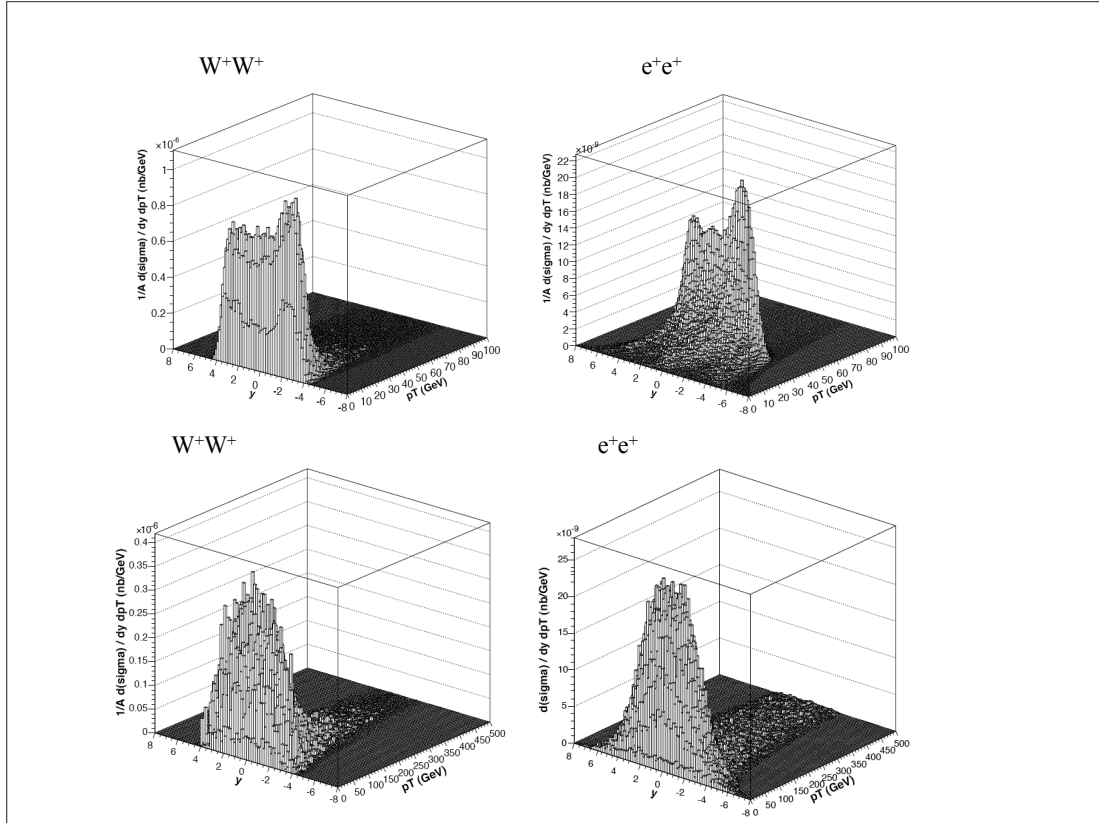 W⁺W⁺
e⁺e⁺
×10⁻⁶
1/A d(sigma) / dy dpT (nb/GeV)
1
0.8
0.6
0.4
0.2
0
8 6 4 2 0 -2 -4 -6 -8
y
0 10 20 30 40 50 60 70 80 90 100
pT (GeV)
×10⁻⁹
1/A d(sigma) / dy dpT (nb/GeV)
22
20
18
16
14
12
10
8
6
4
2
0
8 6 4 2 0 -2 -4 -6 -8
y
0 10 20 30 40 50 60 70 80 90 100
pT (GeV)
W⁺W⁺
e⁺e⁺
×10⁻⁶
1/A d(sigma) / dy dpT (nb/GeV)
0.4
0.35
0.3
0.25
0.2
0.15
0.1
0.05
0
8 6 4 2 0 -2 -4 -6 -8
y
0 50 100 150 200 250 300 350 400 450 500
pT (GeV)
×10⁻⁹
d(sigma) / dy dpT (nb/GeV)
25
20
15
10
5
0
8 6 4 2 0 -2 -4 -6 -8
y
0 50 100 150 200 250 300 350 400 450 500
pT (GeV)